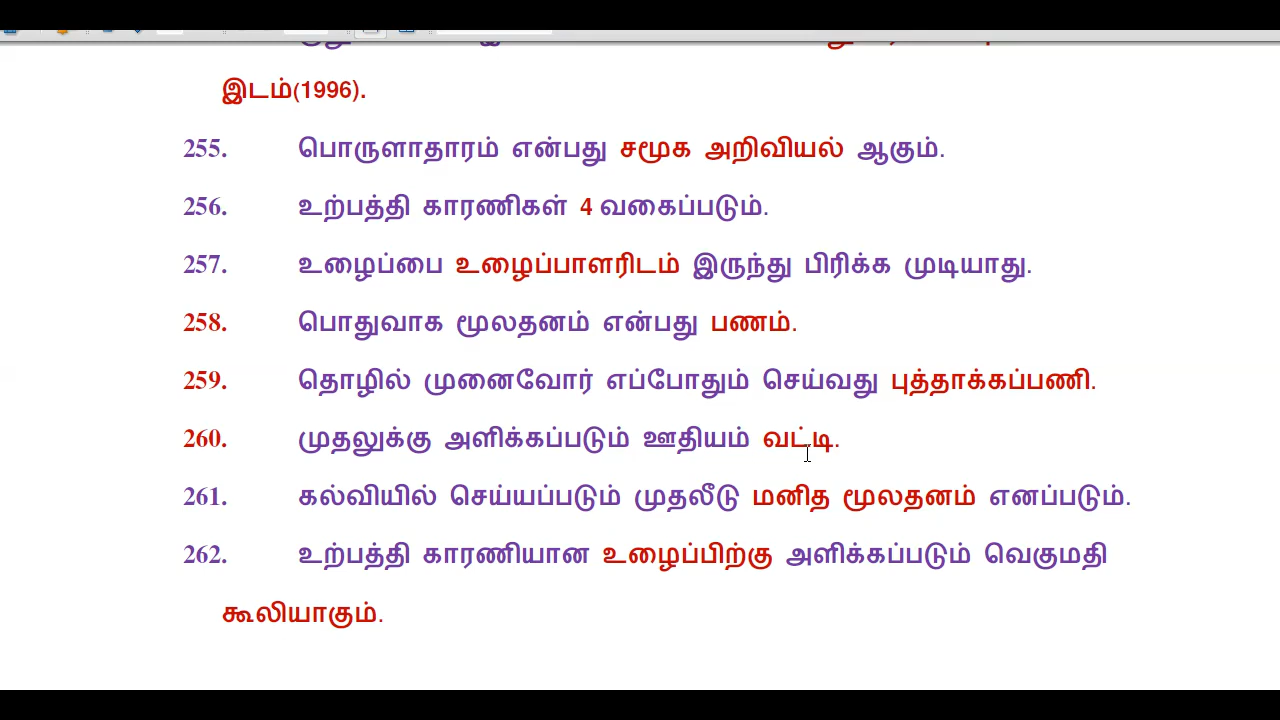 இடம்(1996).
255. பொருளாதாரம் என்பது சமூக அறிவியல் ஆகும்.
256. உற்பத்தி காரணிகள் 4 வகைப்படும்.
257. உழைப்பை உழைப்பாளரிடம் இருந்து பிரிக்க முடியாது.
258. பொதுவாக மூலதனம் என்பது பணம்.
259. தொழில் முனைவோர் எப்போதும் செய்வது புத்தாக்கப்பணி.
260. முதலுக்கு அளிக்கப்படும் ஊதியம் வட்டி.
261. கல்வியில் செய்யப்படும் முதலீடு மனித மூலதனம் எனப்படும்.
262. உற்பத்தி காரணியான உழைப்பிற்கு அளிக்கப்படும் வெகுமதி
கூலியாகும்.